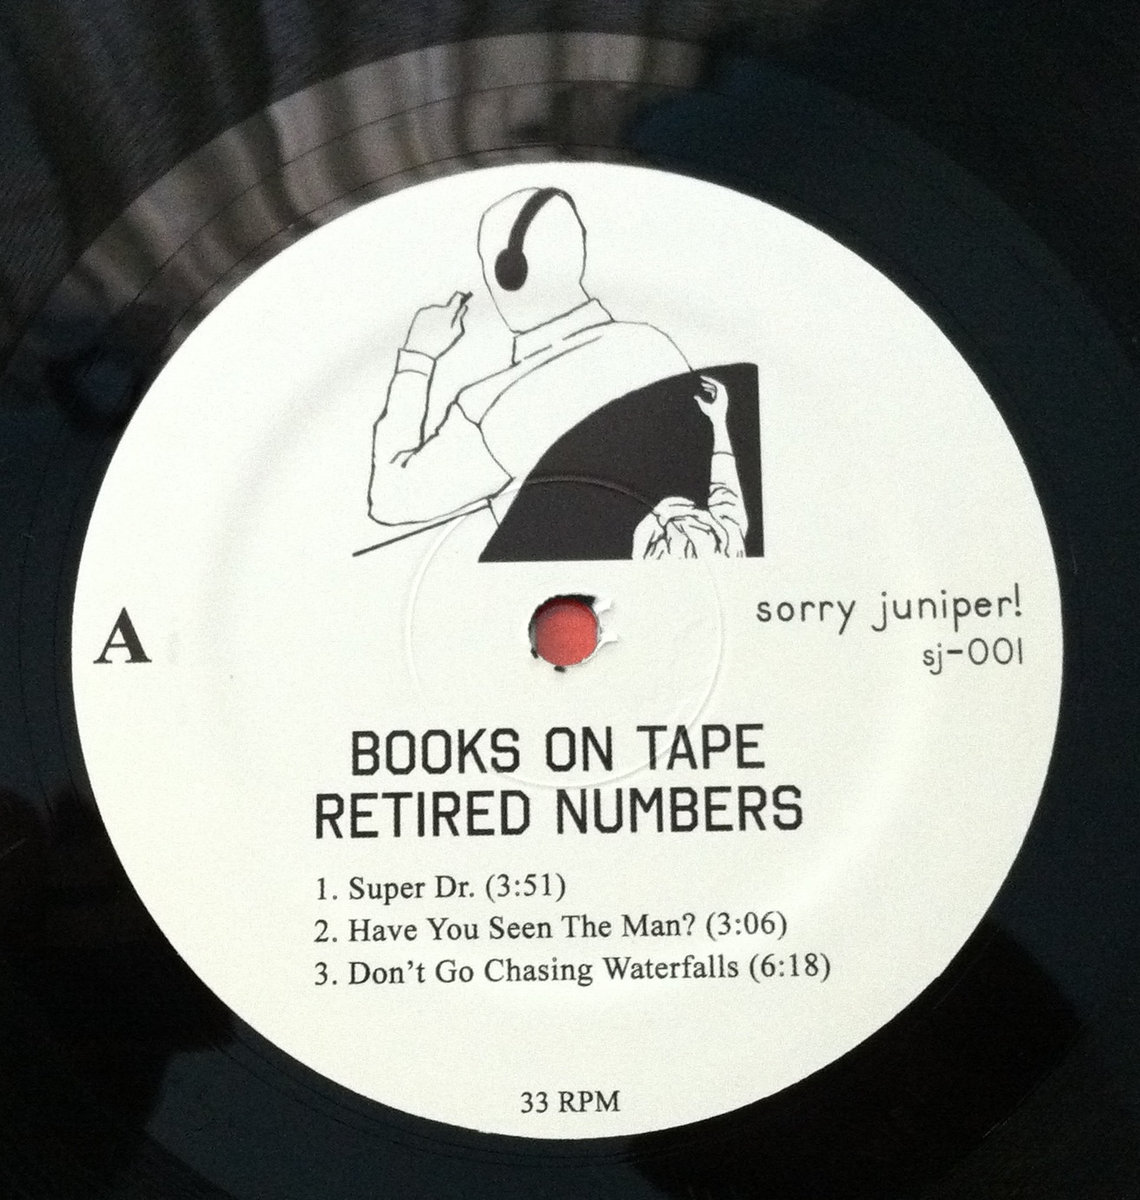 A
sorry juniper!
sj-001
BOOKS ON TAPE
RETIRED NUMBERS
1. Super Dr. (3:51)
2. Have You Seen The Man? (3:06)
3. Don't Go Chasing Waterfalls (6:18)
33 RPM